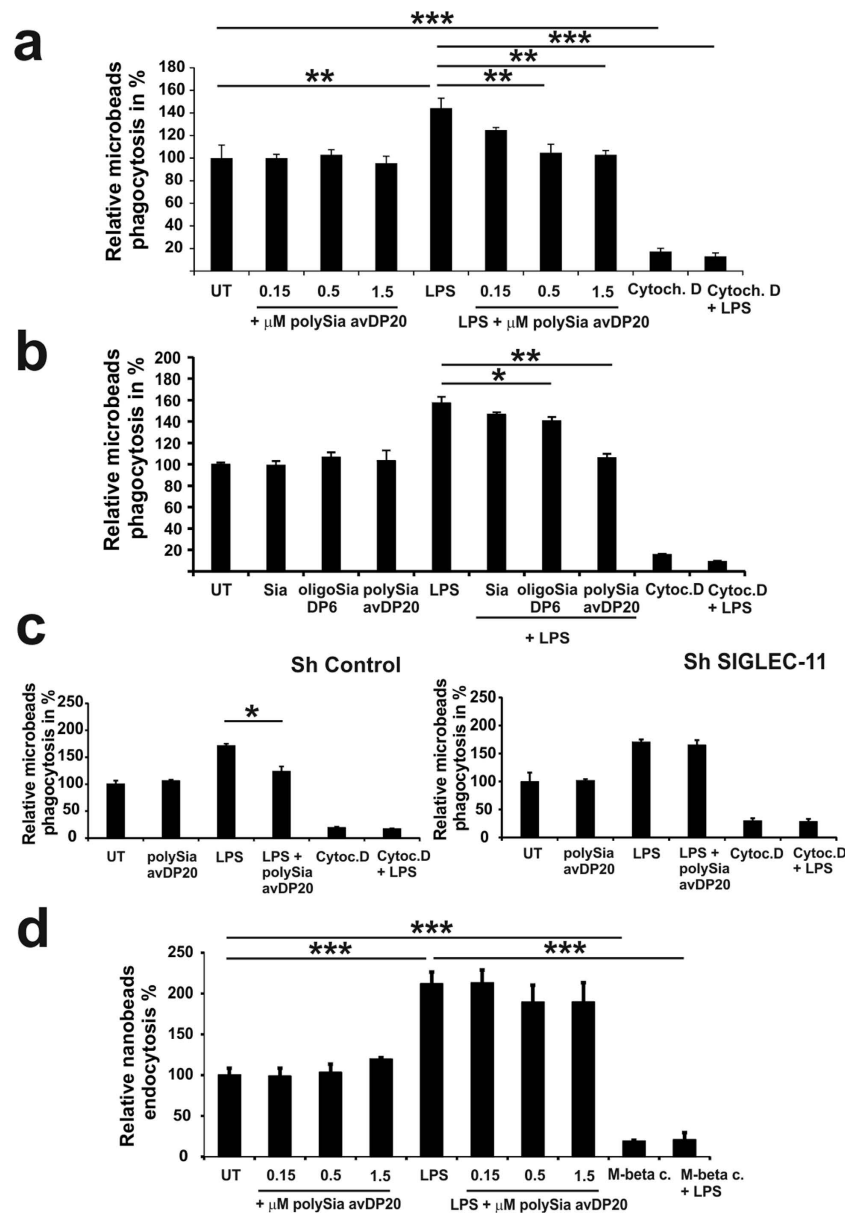 a
***
***
**
**
**
Relative microbeads
phagocytosis in %
180
160
140
120
100
80
60
40
20
UT
0.15
0.5
1.5
LPS
0.15
0.5
1.5
Cytoch. D
Cytoch. D
+ LPS
+ μM polySia avDP20
LPS + μM polySia avDP20
b
**
*
Relative microbeads
phagocytosis in %
200
180
160
140
120
100
80
60
40
20
UT
Sia
oligoSia
DP6
polySia
avDP20
LPS
Sia
oligoSia
DP6
polySia
avDP20
Cytoc.D
Cytoc.D
+ LPS
+ LPS
c
Sh Control
Relative microbeads
phagocytosis in %
250
200
150
100
50
0
*
UT
polySia
avDP20
LPS
LPS +
polySia
avDP20
Cytoc.D
Cytoc.D
+ LPS
Sh SIGLEC-11
Relative microbeads
phagocytosis in %
250
200
150
100
50
0
UT
polySia
avDP20
LPS
LPS +
polySia
avDP20
Cytoc.D
Cytoc.D
+ LPS
d
***
***
***
Relative nanobeads
endocytosis %
250
200
150
100
50
0
UT
0.15
0.5
1.5
LPS
0.15
0.5
1.5
M-beta c.
M-beta c.
+ LPS
+ μM polySia avDP20
LPS + μM polySia avDP20